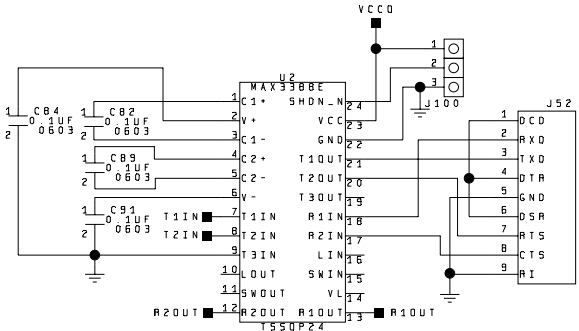 VCCO
U2
MAX3388E
1 C1+ SHDN_N 24
2 V+ VCC 23
3 C1- GND 22
4 C2+ T1OUT 21
5 C2- T2OUT 20
6 V- T3OUT 19
T1IN 7 T1IN R1IN 18
T2IN 8 T2IN R2IN 17
9 T3IN LIN 16
10 LOUT SWIN 15
11 SWOUT VL 14
R2OUT 12 R2OUT R1OUT 13 R1OUT
TSSOP24
1 C84
0.1UF
2 0603
1 C82
0.1UF
2 0603
1 C89
0.1UF
2 0603
1 C91
0.1UF
2 0603
1
2
3
J100
J52
1 DCD
2 RXD
3 TXD
4 DTR
5 GND
6 DSR
7 RTS
8 CTS
9 RI